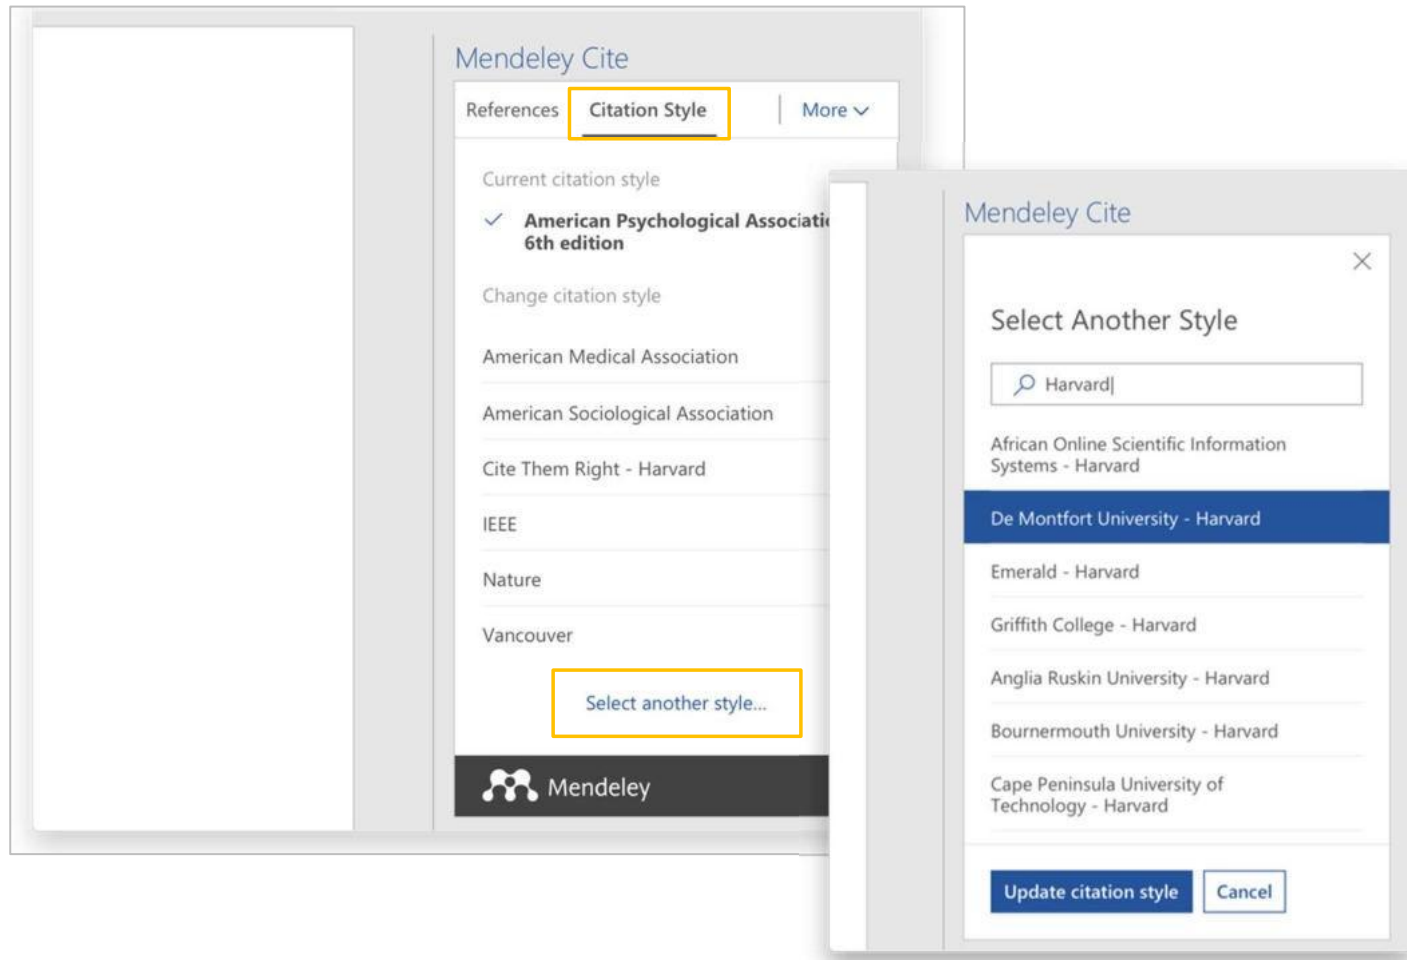 Mendeley Cite
References Citation Style More
Current citation style
American Psychological Associati
6th edition
Change citation style
American Medical Association
American Sociological Association
Cite Them Right - Harvard
IEEE
Nature
Vancouver
Select another style...
Mendeley
Mendeley Cite
Select Another Style
Harvard
African Online Scientific Information
Systems - Harvard
De Montfort University - Harvard
Emerald - Harvard
Griffith College - Harvard
Anglia Ruskin University - Harvard
Bournermouth University - Harvard
Cape Peninsula University of
Technology - Harvard
Update citation style Cancel